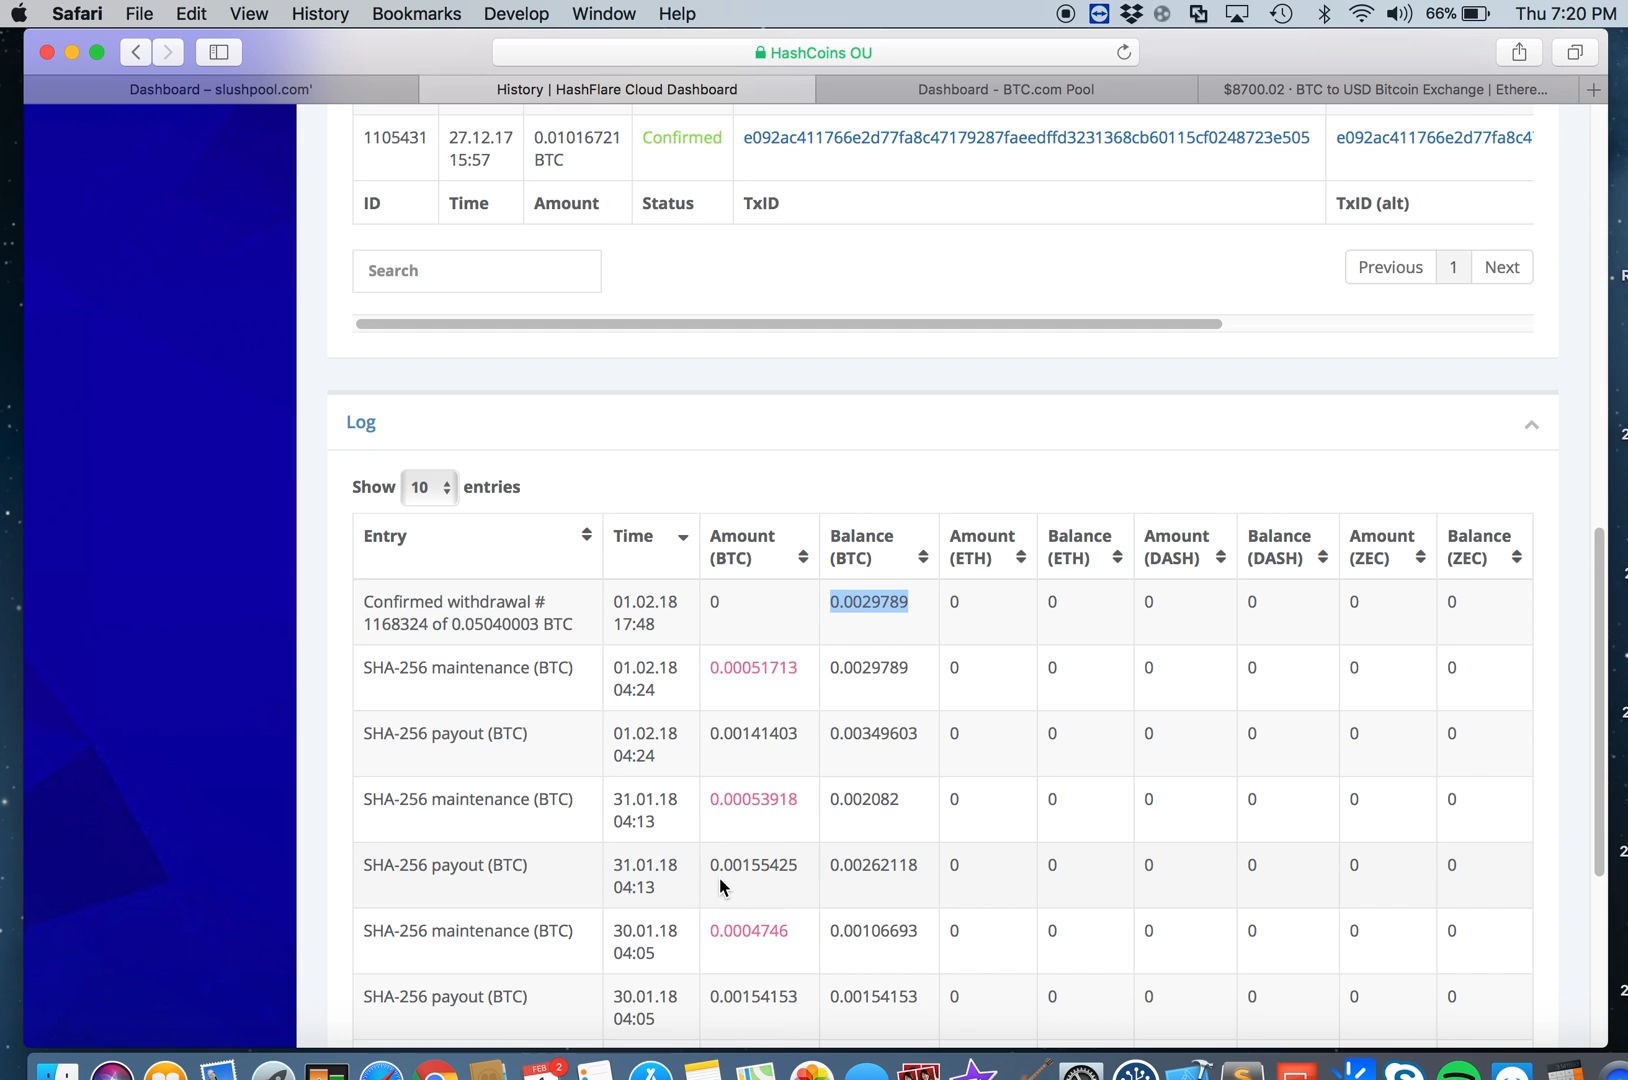 Safari File Edit View History Bookmarks Develop Window Help 66% Thu 7:20 PM
HashCoins OU
Dashboard – slushpool.com' History | HashFlare Cloud Dashboard Dashboard - BTC.com Pool $8700.02 · BTC to USD Bitcoin Exchange | Ethere...
1105431 27.12.17 0.01016721 Confirmed e092ac411766e2d77fa8c47179287faeedffd3231368cb60115cf0248723e505 e092ac411766e2d77fa8c4
15:57 BTC
ID Time Amount Status TxID TxID (alt)
Search
Previous 1 Next
Log
Show 10 entries
Entry Time Amount (BTC) Balance (BTC) Amount (ETH) Balance (ETH) Amount (DASH) Balance (DASH) Amount (ZEC) Balance (ZEC)
Confirmed withdrawal # 01.02.18 0 0.0029789 0 0 0 0 0 0
1168324 of 0.05040003 BTC 17:48
SHA-256 maintenance (BTC) 01.02.18 0.00051713 0.0029789 0 0 0 0 0 0
04:24
SHA-256 payout (BTC) 01.02.18 0.00141403 0.00349603 0 0 0 0 0 0
04:24
SHA-256 maintenance (BTC) 31.01.18 0.00053918 0.002082 0 0 0 0 0 0
04:13
SHA-256 payout (BTC) 31.01.18 0.00155425 0.00262118 0 0 0 0 0 0
04:13
SHA-256 maintenance (BTC) 30.01.18 0.0004746 0.00106693 0 0 0 0 0 0
04:05
SHA-256 payout (BTC) 30.01.18 0.00154153 0.00154153 0 0 0 0 0 0
04:05
FEB 2